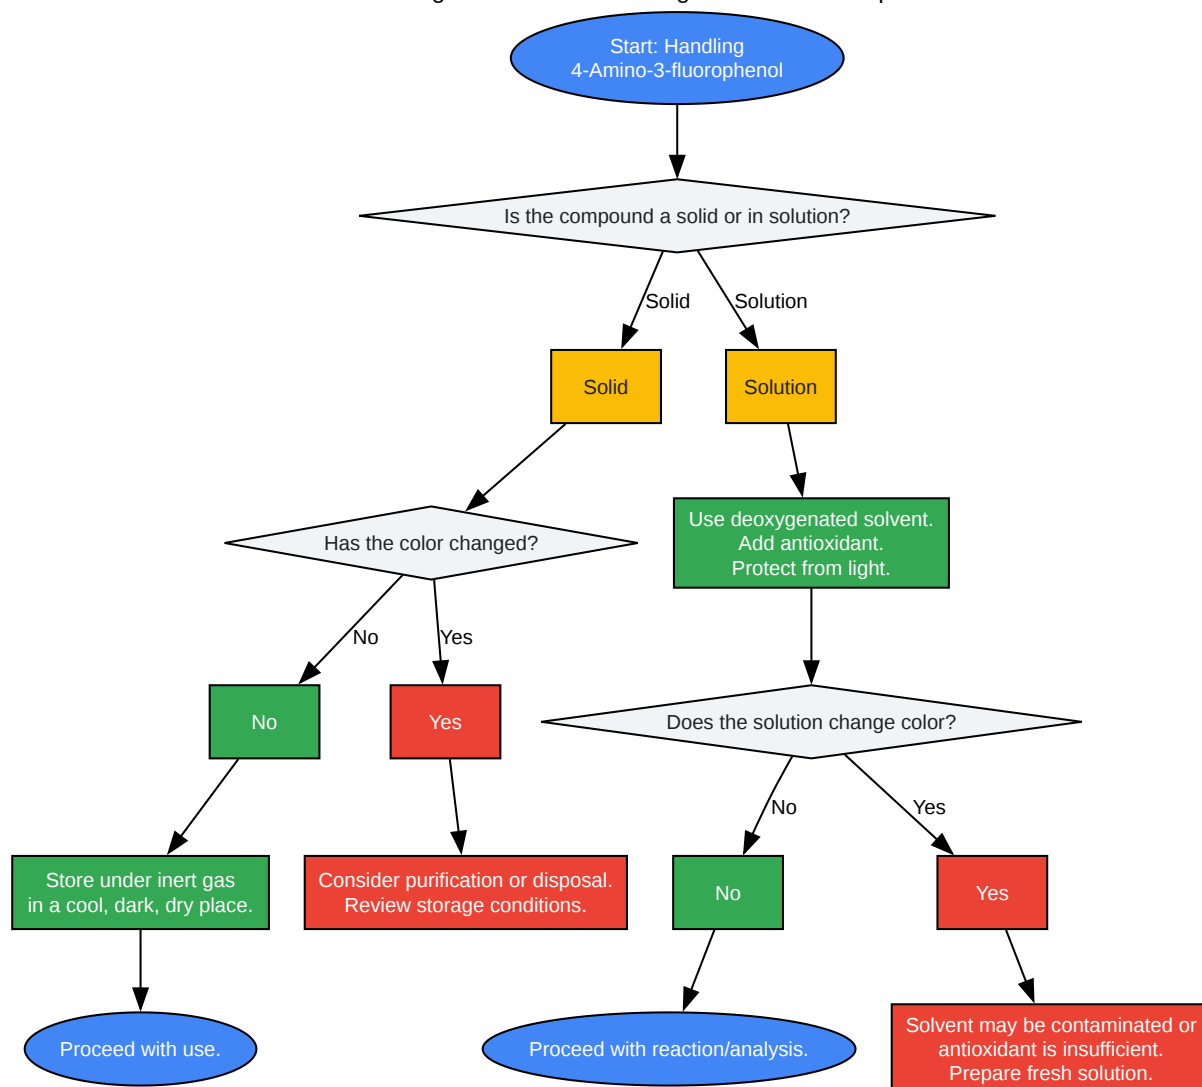 Start: Handling
4-Amino-3-fluorophenol
Is the compound a solid or in solution?
Solid
Solution
Solid
Solution
Has the color changed?
Use deoxygenated solvent.
Add antioxidant.
Protect from light.
No
Yes
No
Yes
Does the solution change color?
No
Yes
Store under inert gas
in a cool, dark, dry place.
Consider purification or disposal.
Review storage conditions.
No
Yes
Proceed with use.
Proceed with reaction/analysis.
Solvent may be contaminated or
antioxidant is insufficient.
Prepare fresh solution.